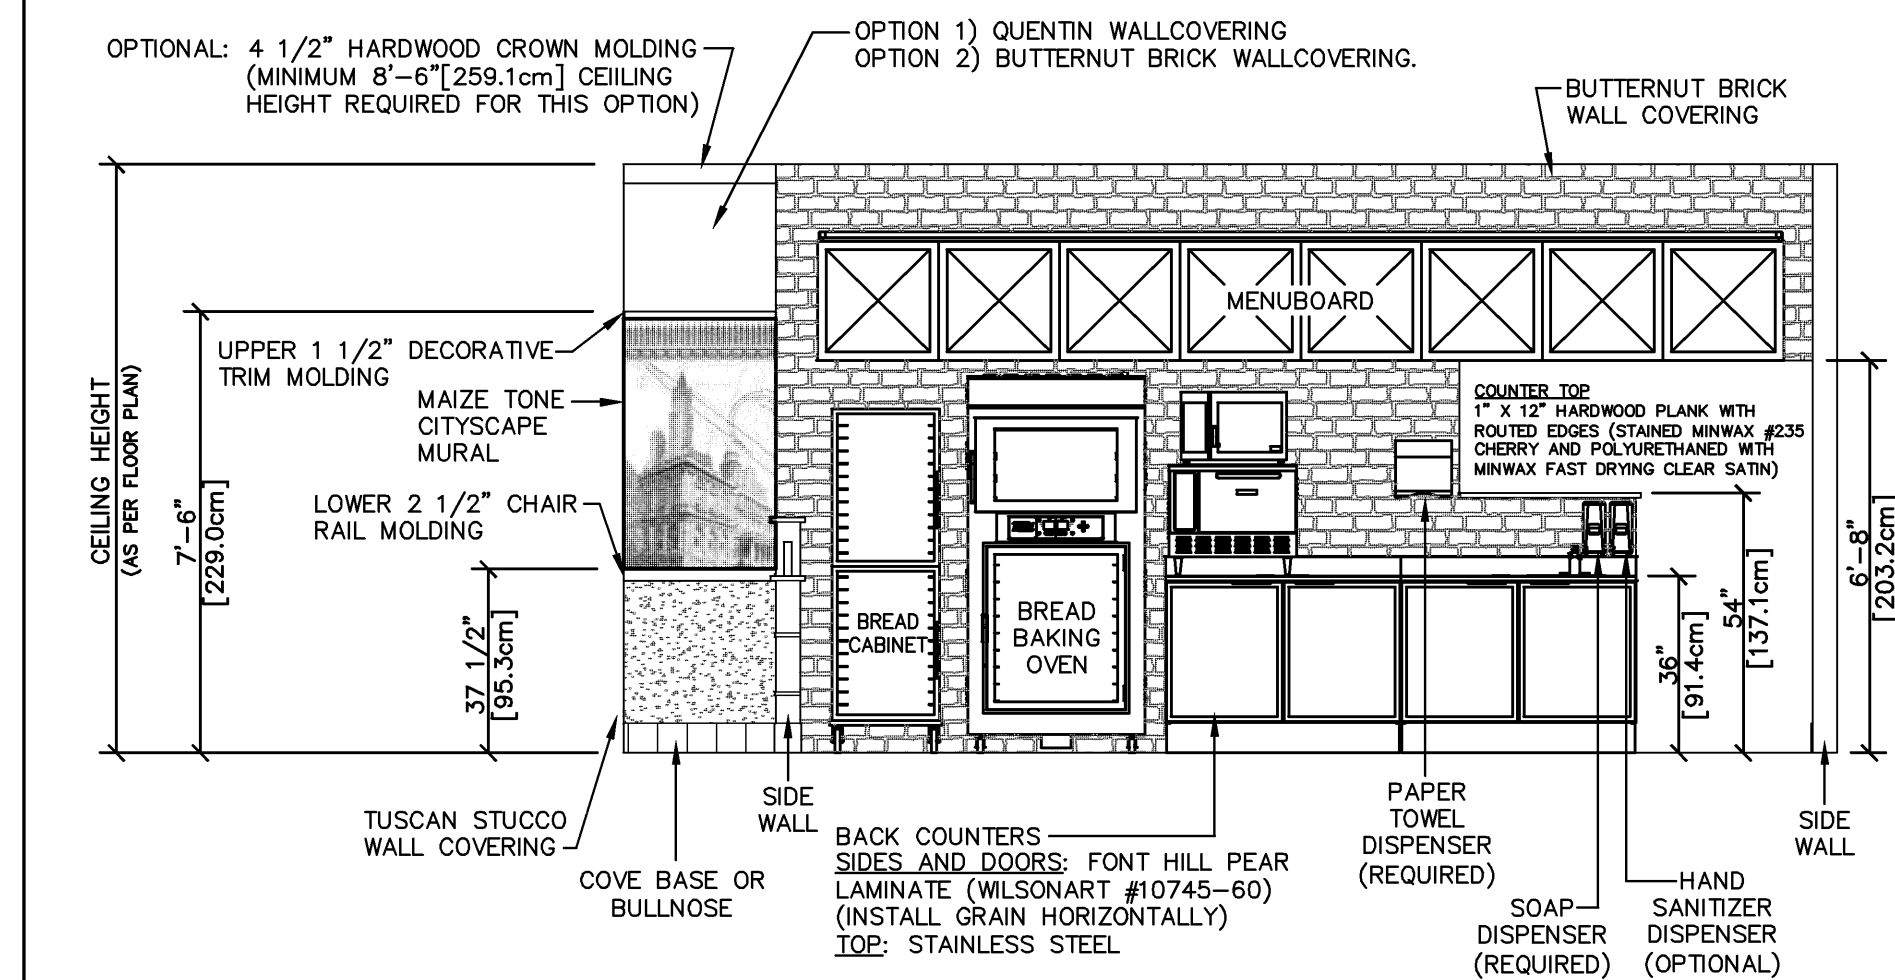 OPTIONAL: 4 1/2" HARDWOOD CROWN MOLDING
(MINIMUM 8'-6"[259.1cm] CEIILING
HEIGHT REQUIRED FOR THIS OPTION)
OPTION 1) QUENTIN WALLCOVERING
OPTION 2) BUTTERNUT BRICK WALLCOVERING.
BUTTERNUT BRICK
WALL COVERING
CEILING HEIGHT
(AS PER FLOOR PLAN)
7'-6"
[229.0cm]
UPPER 1 1/2" DECORATIVE
TRIM MOLDING
MAIZE TONE
CITYSCAPE
MURAL
LOWER 2 1/2" CHAIR
RAIL MOLDING
37 1/2"
[95.3cm]
MENUBOARD
COUNTER TOP
1" X 12" HARDWOOD PLANK WITH
ROUTED EDGES (STAINED MINWAX #235
CHERRY AND POLYURETHANED WITH
MINWAX FAST DRYING CLEAR SATIN)
BREAD
CABINET
BREAD
BAKING
OVEN
36"
[91.4cm]
54"
[137.1cm]
6'-8"
[203.2cm]
TUSCAN STUCCO
WALL COVERING
COVE BASE OR
BULLNOSE
SIDE
WALL
BACK COUNTERS
SIDES AND DOORS: FONT HILL PEAR
LAMINATE (WILSONART #10745-60)
(INSTALL GRAIN HORIZONTALLY)
TOP: STAINLESS STEEL
PAPER
TOWEL
DISPENSER
(REQUIRED)
SOAP
DISPENSER
(REQUIRED)
HAND
SANITIZER
DISPENSER
(OPTIONAL)
SIDE
WALL